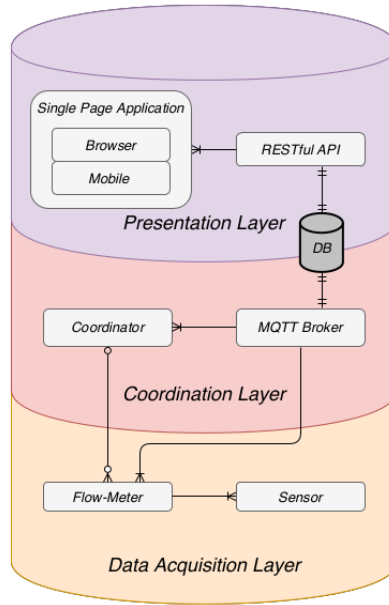 Single Page Application
Browser
RESTful API
Mobile
Presentation Layer
DB
Coordinator
MQTT Broker
Coordination Layer
Flow-Meter
Sensor
Data Acquisition Layer